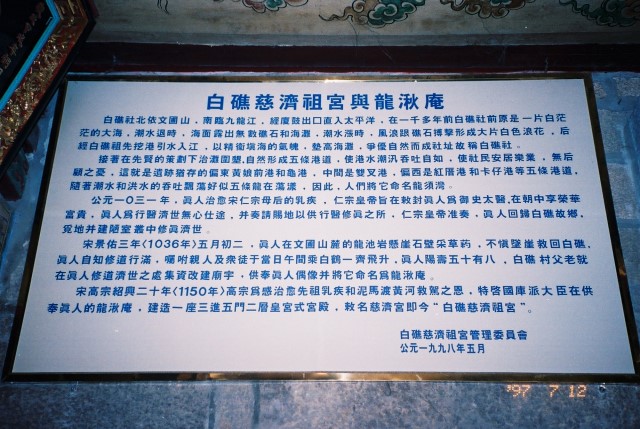 白礁慈濟祖宮與龍湫庵
白礁社北依文圃山，南臨九龍江，經廈鼓出口直入太平洋，在一千多年前白礁社前原是一片白茫
茫的大海，潮水退時，海面露出無數礁石和海灘，潮水漲時，風浪跟礁石搏擊形成大片白色浪花，后
經白礁祖先挖港引水入江，以精衛塡海的氣魄，墊高海灘，爭優自然而成社址故稱白礁社。
接著在先賢的策劃下治灘圍墾,自然形成五條港道，使港水潮汐吞吐自如，使社民安居樂業，無后
顧之憂，這就是遺跡猶存的偏東黃娘前港和龜港，中間是雙叉港，偏西是紅厝港和卡仔港等五條港道，
隨著潮水和洪水的吞吐飄蕩好似五條龍在蕩漾，因此，人們將它命名龍須灣。
公元一〇三一年，眞人治愈宋仁宗母后的乳疾，仁宗皇帝旨在敕封眞人爲御史太醫,在朝中享榮華
富貴，眞人爲行醫濟世無心仕途，并奏請賜地以供行醫修眞之所，仁宗皇帝准奏，眞人回歸白礁故鄉，
覓地并建陋室叢中修眞濟世。
宋景佑三年〈1036年〉五月初二，眞人在文圃山麓的龍池岩懸崖石壁采草葯，不愼墜崖救回白礁，
眞人自知修道行滿，囑咐親人及衆徒于當日午間乘白鶴一齊飛升，眞人陽壽五十有八，白礁村父老就
在眞人修道濟世之處集資改建廟宇，供奉眞人偶像并將它命名爲龍湫庵。
宋高宗紹興二十年〈1150年〉高宗爲感治愈先祖乳疾和泥馬渡黃河救駕之恩，特啓國庫派大臣在供
奉眞人的龍湫庵，建造一座三進五門二層皇宮式宮殿，敕名慈濟宮即今“白礁慈濟祖宮”。
白礁慈濟祖宮管理委員會
公元一九九八年五月
'97 7 12